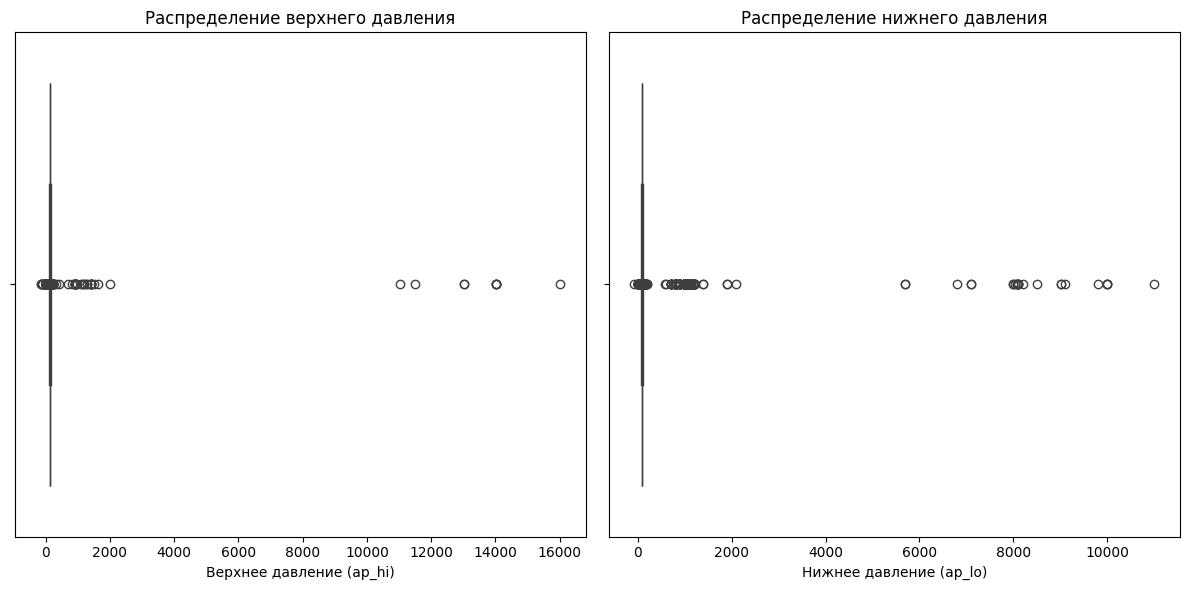 Распределение верхнего давления
Распределение нижнего давления
0 2000 4000 6000 8000 10000 12000 14000 16000
Верхнее давление (ap_hi)
0 2000 4000 6000 8000 10000
Нижнее давление (ap_lo)